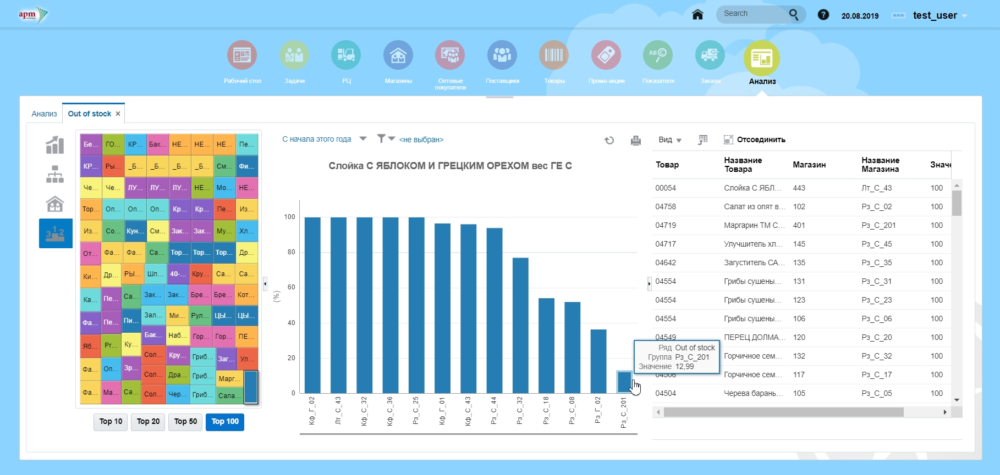 apm
technology
Search
20.08.2019
test_user
Рабочий стол
Задачи
РЦ
Магазины
Оптовые
покупатели
Поставщики
Товары
Промо-акции
ABC
Показатели
Заказы
Анализ
Анализ
Out of stock ×
Бе... ГО... КР... Бак... НЕ... НЕ... НЕ... Пе...
КР... Ры... _Б... _Б... _Б... _Б... См... Фи...
Че... Че... ЛУ... ЛУ... ЛУ... НЕ... Мо... НЕ...
Тор... Оп... Оп... Оп... Кр... Кр... Пе... Из...
Из... Со... Кун... См... Зак... Зак... Му... Хл...
От... Фа... Фа... Са... Тор... Тор... Тор... Др...
Ки... Др... РЫ... Шп... 40-... Кру... Са... Са...
Ка... Пе... Са... Зак... Зак... Бре... Бре... Кот...
Фа... Пе... Пи... Зал... Ми... Рул... ЦЫ... ЦЫ...
Яб... Pr... Ку... Бак... Наб... Гор... Гор... ПЕ...
Фа... Оп... Зр... Сол... Кру... Гриб... Заг... Ул...
Сол... Дра... Гриб... Марг...
Фа... Ма... Са... Сол... Чер... Гриб... Сала...
Top 10
Top 20
Top 50
Top 100
3 1 2
С начала этого года
<не выбран>
Слойка С ЯБЛОКОМ И ГРЕЦКИМ ОРЕХОМ вес ГЕ С
100
80
60
40
20
0
(%)
Кф_Г_02
Лт_С_43
Кф_С_32
Кф_С_36
Рз_С_25
Кф_Г_01
Кф_С_43
Рз_С_44
Рз_С_32
Рз_С_18
Рз_С_08
Рз_Г_02
Рз_С_201
Ряд Out of stock
Группа Рз_С_201
Значение 12,99
Вид
Отсоединить
Товар
Название
Товара
Магазин
Название
Магазина
Значе
00054 Слойка С ЯБЛ... 443 Лт_С_43 100
04758 Салат из опят в... 102 Рз_С_02 100
04719 Маргарин ТМ С... 401 Рз_С_201 100
04717 Улучшитель хл... 145 Рз_С_45 100
04642 Загуститель СА... 135 Рз_С_35 100
04554 Грибы сушены... 131 Рз_С_31 100
04554 Грибы сушены... 123 Рз_С_23 100
04554 Грибы сушены... 106 Рз_С_06 100
04549 ПЕРЕЦ ДОЛМА... 120 Рз_С_20 100
Горчичное сем... 132 Рз_С_32 100
04506 Горчичное сем... 117 Рз_С_17 100
04504 Черева барань... 105 Рз_С_05 100